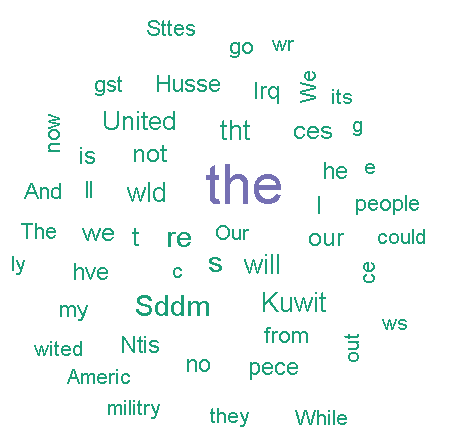 Sttes
go wr
gst Husse Irq We its
now United tht ces g
is not the he e
And ll wld I people
The we t re Our our could
ly hve c s will ce
my Sddm Kuwit ws
wited Ntis from out
Americ no pece
militry they While